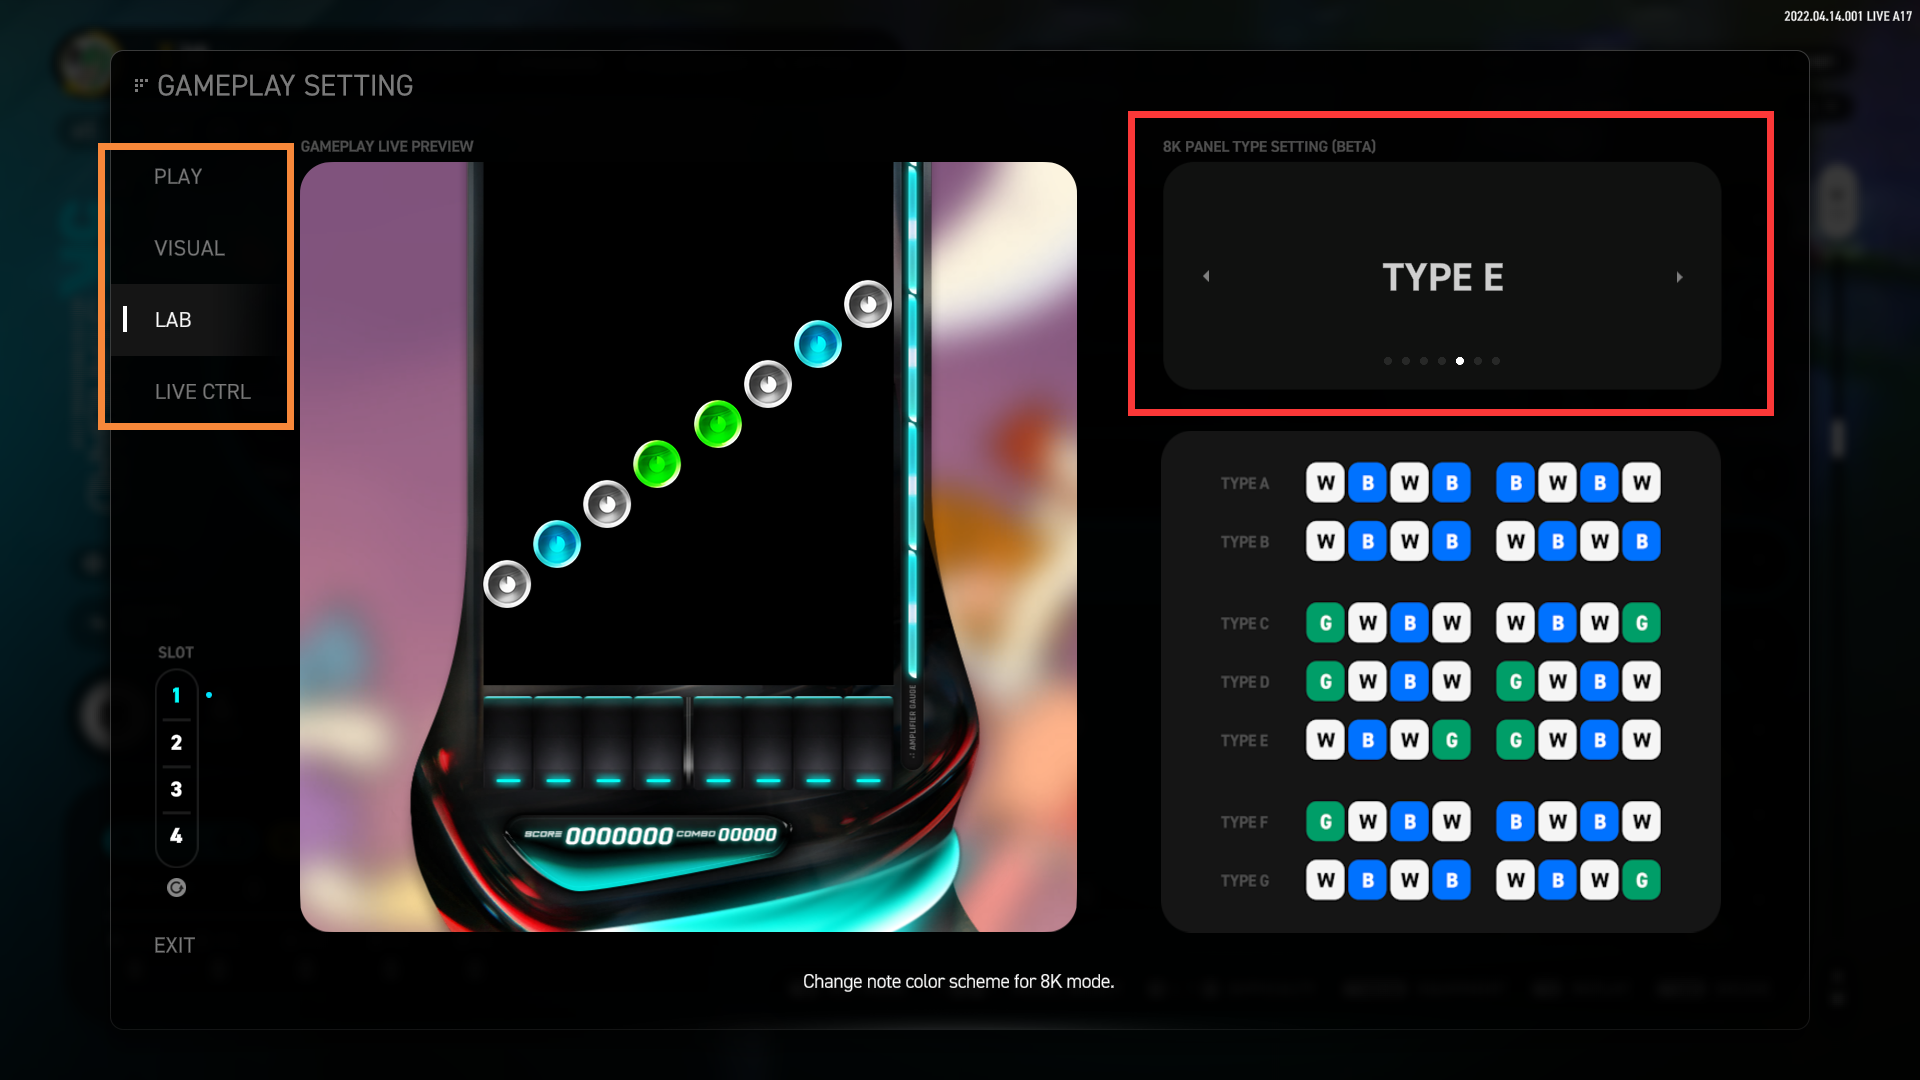 2022.04.14.001 LIVE A17
GAMEPLAY SETTING
PLAY
VISUAL
LAB
LIVE CTRL
SLOT
1
2
3
4
EXIT
GAMEPLAY LIVE PREVIEW
AMPLIFIER GAUGE
SCORE 0000000 COMBO 00000
8K PANEL TYPE SETTING (BETA)
TYPE E
TYPE A W B W B B W B W
TYPE B W B W B W B W B
TYPE C G W B W W B W G
TYPE D G W B W G W B W
TYPE E W B W G G W B W
TYPE F G W B W B W B W
TYPE G W B W B W B W G
Change note color scheme for 8K mode.